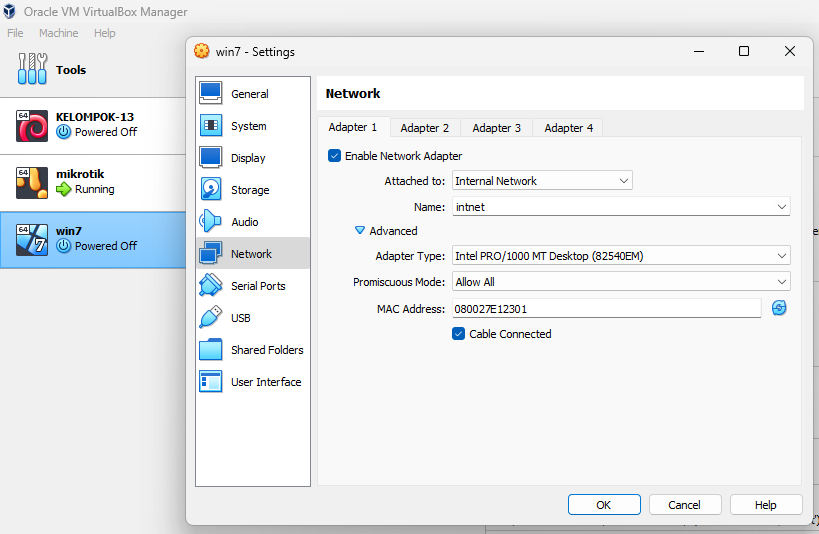 Oracle VM VirtualBox Manager
File Machine Help
Tools
64
KELOMPOK-13
Powered Off
64
mikrotik
Running
64
win7
Powered Off
win7 - Settings
General
System
Display
Storage
Audio
Network
Serial Ports
USB
Shared Folders
User Interface
Network
Adapter 1 Adapter 2 Adapter 3 Adapter 4
Enable Network Adapter
Attached to: Internal Network
Name: intnet
Advanced
Adapter Type: Intel PRO/1000 MT Desktop (82540EM)
Promiscuous Mode: Allow All
MAC Address: 080027E12301
Cable Connected
OK Cancel Help